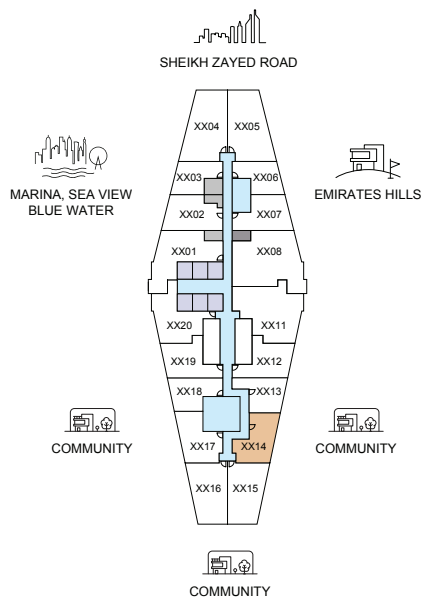 SHEIKH ZAYED ROAD
XX04
XX05
MARINA, SEA VIEW
BLUE WATER
EMIRATES HILLS
XX03
XX06
XX02
XX07
XX01
XX08
XX20
XX11
XX19
XX12
XX18
XX13
COMMUNITY
COMMUNITY
XX17
XX14
XX16
XX15
COMMUNITY